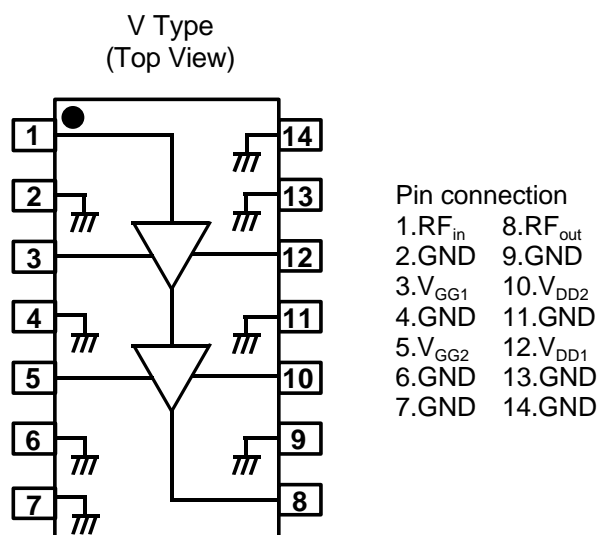 V Type
(Top View)
1
14
2
13
3
12
4
11
5
10
6
9
7
8
Pin connection
1.RFin 8.RFout
2.GND 9.GND
3.VGG1 10.VDD2
4.GND 11.GND
5.VGG2 12.VDD1
6.GND 13.GND
7.GND 14.GND